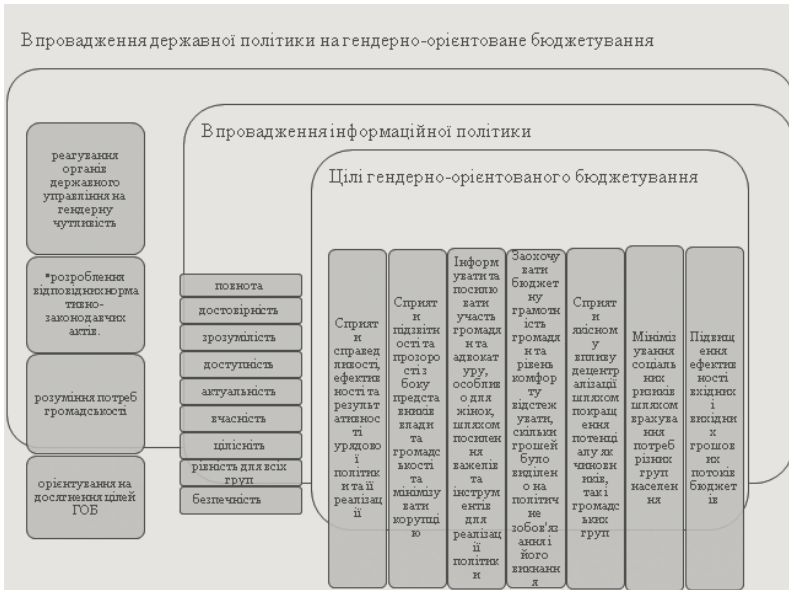 Впровадження державної політики на гендерно-орієнтоване бюджетування
реагування
органів
державного
управління на
гендерну
чутливість
*розроблення
відповідних норма
тивно-
законодавчих
актів.
розуміння потреб
громадськості
орієнтування на
досягнення цілей
ГОБ
Впровадження інформаційної політики
повнота
достовірність
зрозумілість
доступність
актуальність
вчасність
цілісніть
рівність для всіх
груп
безпечність
Цілі гендерно-орієнтованого бюджетування
Сприят
и
справед
ливості,
ефектив
ності та
результ
ативнос
ті
урядово
ї
політик
и та її
реалізац
ії
Сприят
и
підзвітн
ості та
прозоро
сті з
боку
предста
вників
влади
та
громадс
ькості
та
мінімізу
вати
корупці
ю
Інформ
увати та
посилю
вати
участь
громадя
н та
адвокат
уру,
особлив
о для
жінок,
шляхом
посилен
ня
важелів
та
інструм
ентів
для
реалізац
ії
політик
и
Заохочу
вати
бюджет
ну
грамотн
ість
громадя
н та
рівень
комфор
ту
відстеж
увати,
скільки
грошей
було
виділен
о на
політич
не
зобов'яз
ання і
його
викнанн
я
Сприят
и
якісном
у
впливу
децентр
алізації
шляхом
покращ
ення
потенці
алу як
чиновн
иків,
так і
громадс
ьких
груп
Мініміз
ування
соціаль
них
ризиків
шляхом
врахува
ння
потреб
різних
груп
населен
ня
Підвищ
ення
ефектив
ності
вхідних
і
вихідни
х
грошов
их
потоків
бюджет
ів